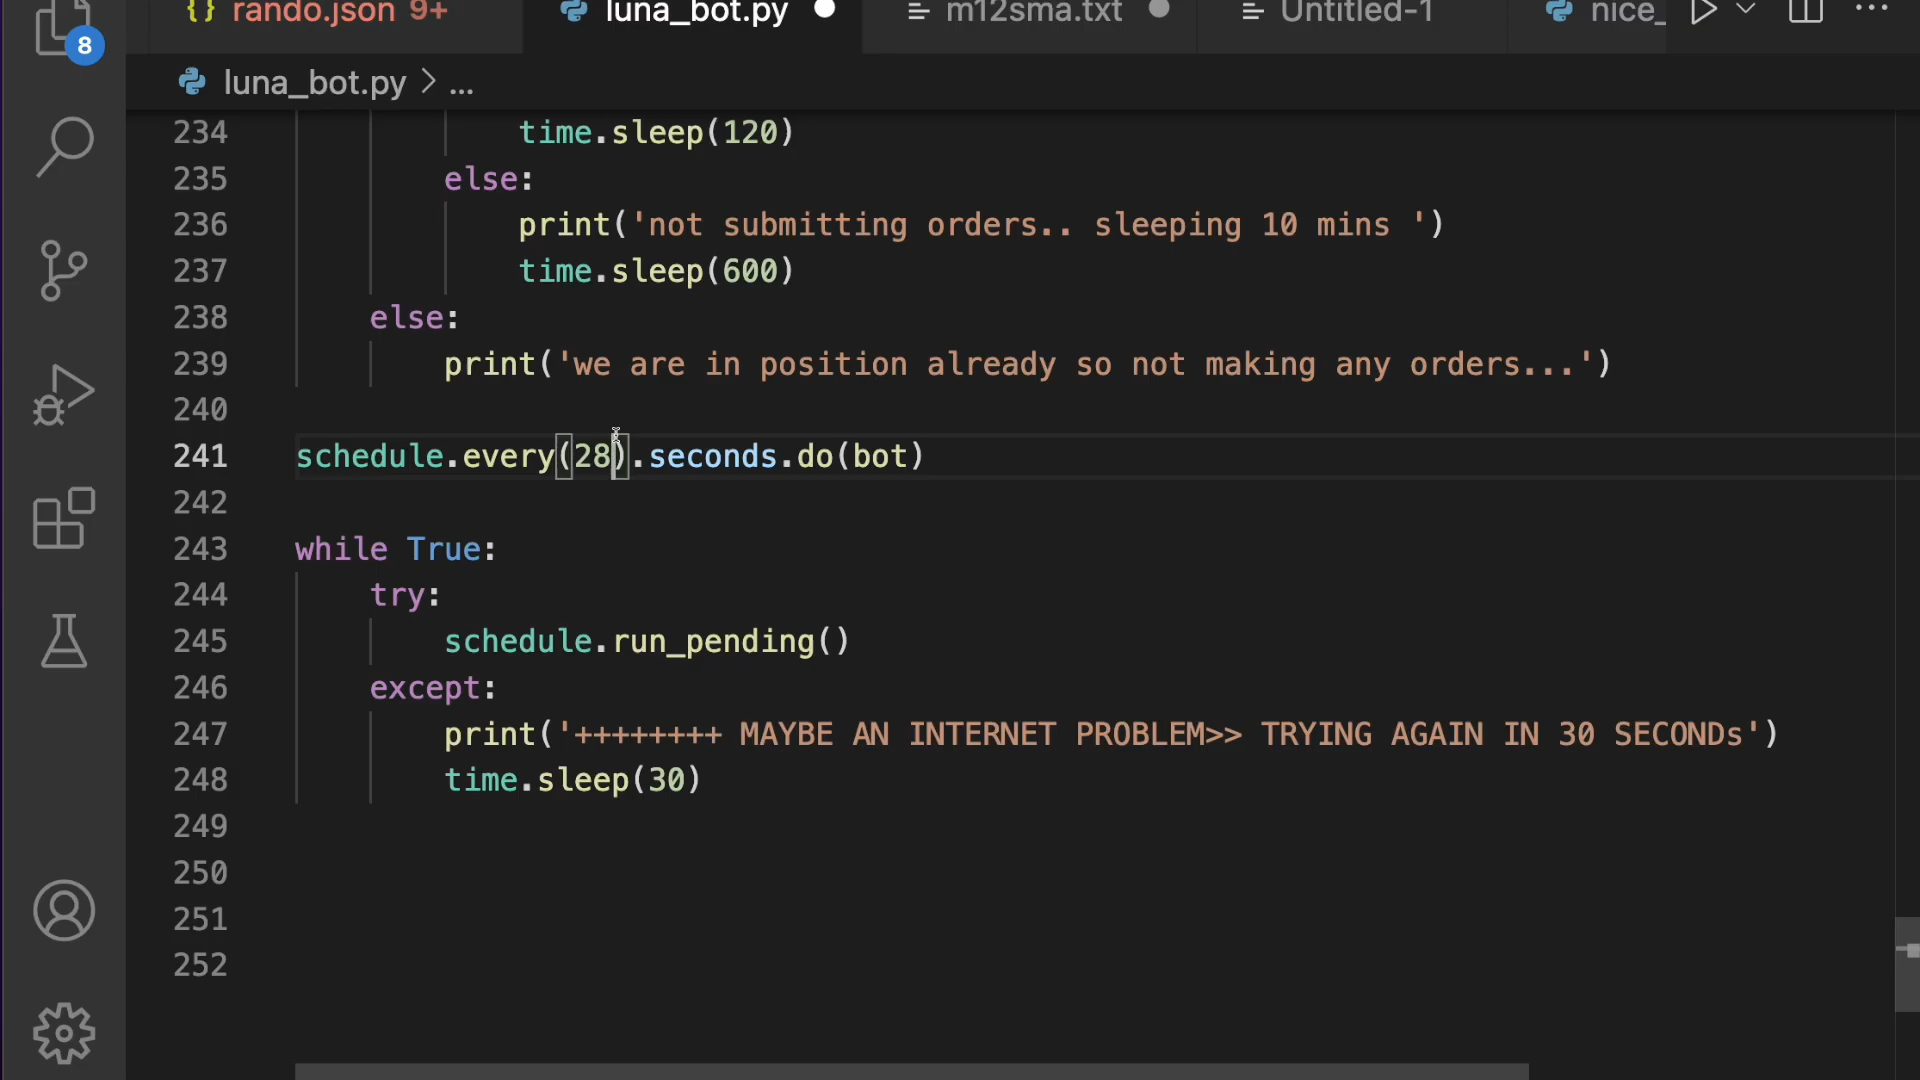 {} rando.json 9+ luna_bot.py m12sma.txt Untitled-1 nice_
8
luna_bot.py > ...
234 time.sleep(120)
235 else:
236 print('not submitting orders.. sleeping 10 mins ')
237 time.sleep(600)
238 else:
239 print('we are in position already so not making any orders...')
240
241 schedule.every(28).seconds.do(bot)
242
243 while True:
244 try:
245 schedule.run_pending()
246 except:
247 print('++++++++ MAYBE AN INTERNET PROBLEM>> TRYING AGAIN IN 30 SECONDs')
248 time.sleep(30)
249
250
251
252